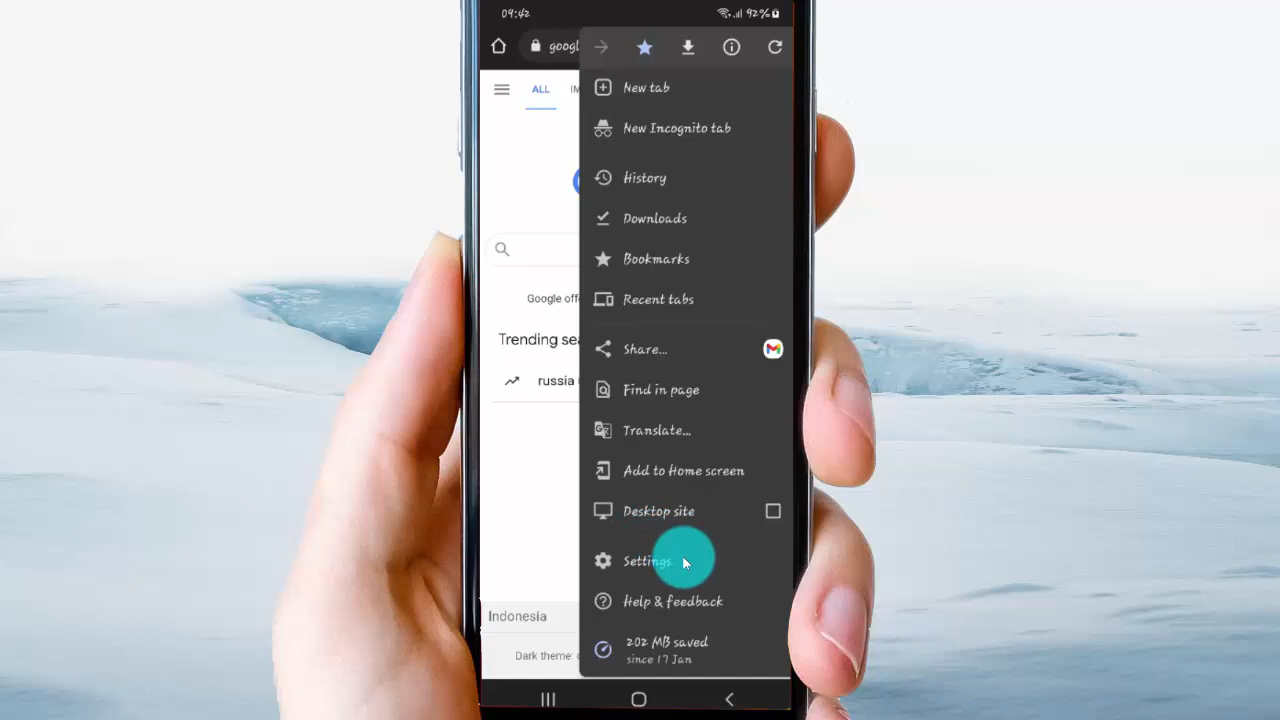 09:42
92%
googl
ALL
IM
New tab
New Incognito tab
History
Downloads
Bookmarks
Recent tabs
Google offe
Trending sea
russia
Share...
Find in page
Translate...
Add to Home screen
Desktop site
Settings
Help & feedback
202 MB saved
since 17 Jan
Indonesia
Dark theme: